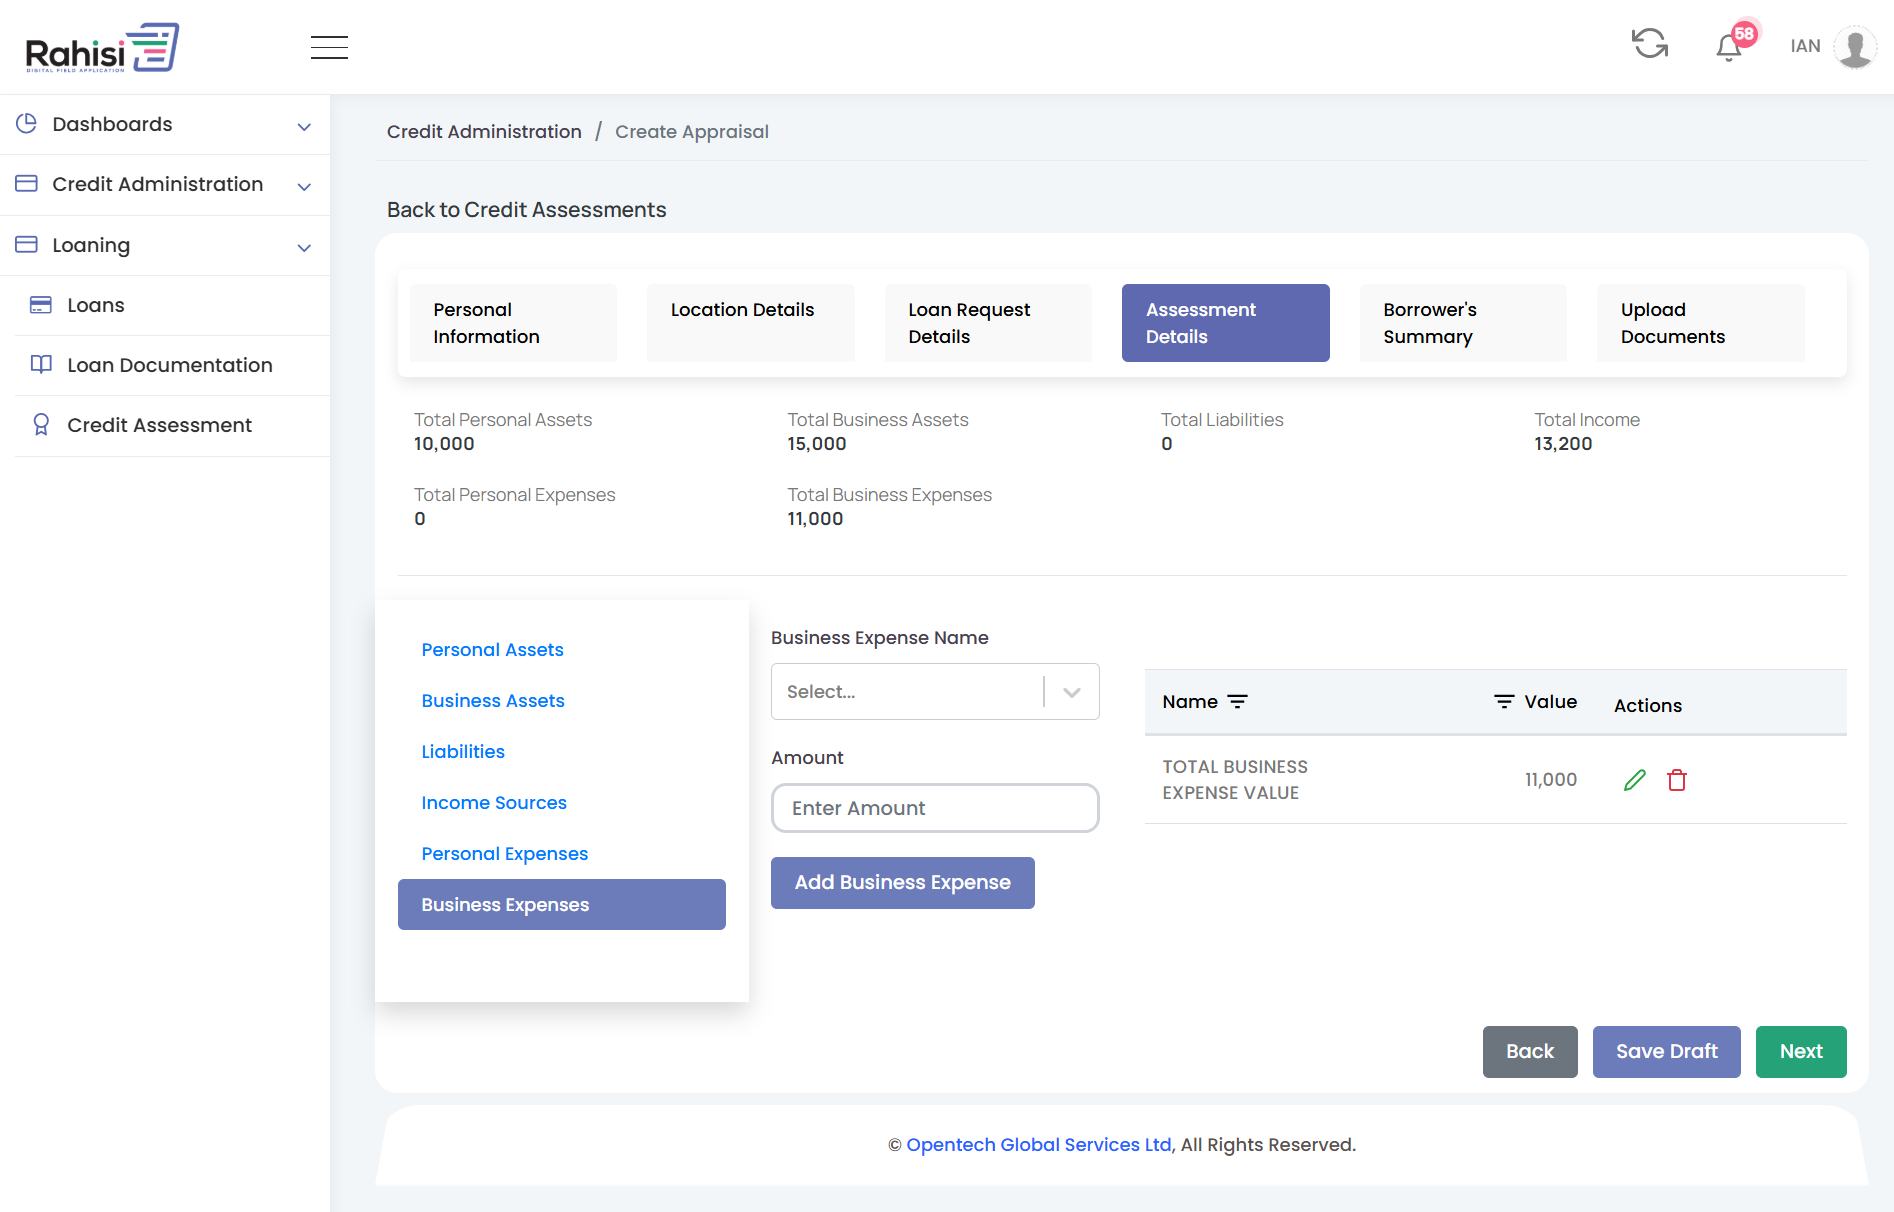 Rahisi
DIGITAL FIELD APPLICATION
58
IAN
Dashboards
Credit Administration
Loaning
Loans
Loan Documentation
Credit Assessment
Credit Administration / Create Appraisal
Back to Credit Assessments
Personal
Information
Location Details
Loan Request
Details
Assessment
Details
Borrower's
Summary
Upload
Documents
Total Personal Assets
10,000
Total Business Assets
15,000
Total Liabilities
0
Total Income
13,200
Total Personal Expenses
0
Total Business Expenses
11,000
Personal Assets
Business Assets
Liabilities
Income Sources
Personal Expenses
Business Expenses
Business Expense Name
Select...
Amount
Enter Amount
Add Business Expense
Name Value Actions
TOTAL BUSINESS
EXPENSE VALUE
11,000
Back Save Draft Next
© Opentech Global Services Ltd, All Rights Reserved.